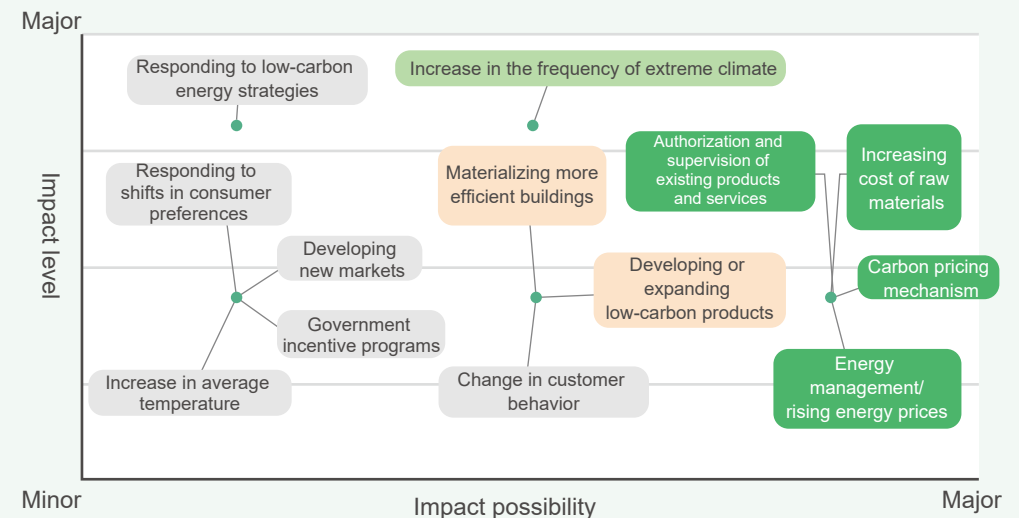 Major
Responding to low-carbon
energy strategies
Increase in the frequency of extreme climate
Authorization and
supervision of
existing products
and services
Increasing
cost of raw
materials
Materializing more
efficient buildings
Responding to
shifts in consumer
preferences
Impact level
Developing
new markets
Developing or
expanding
low-carbon products
Carbon pricing
mechanism
Government
incentive programs
Increase in average
temperature
Change in customer
behavior
Energy
management/
rising energy prices
Minor
Impact possibility
Major